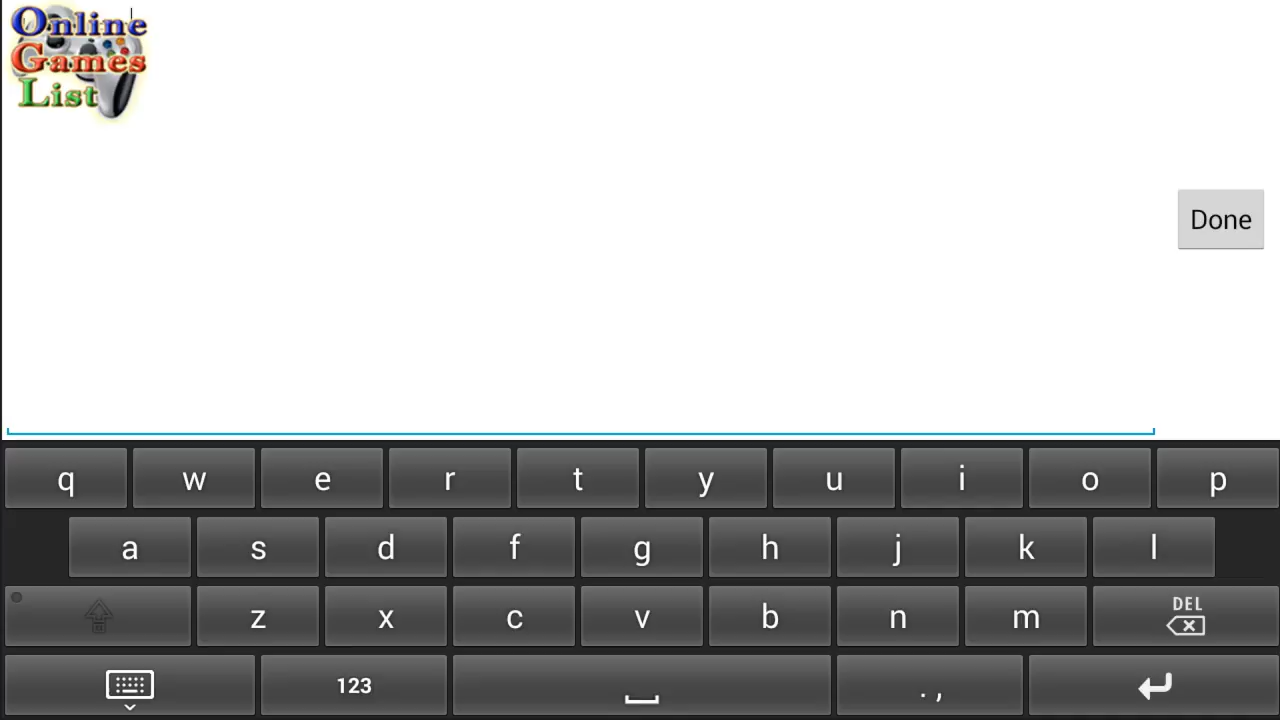 Online
Games
List
Done
q w e r t y u i o p
a s d f g h j k l
z x c v b n m DEL
123 . ,